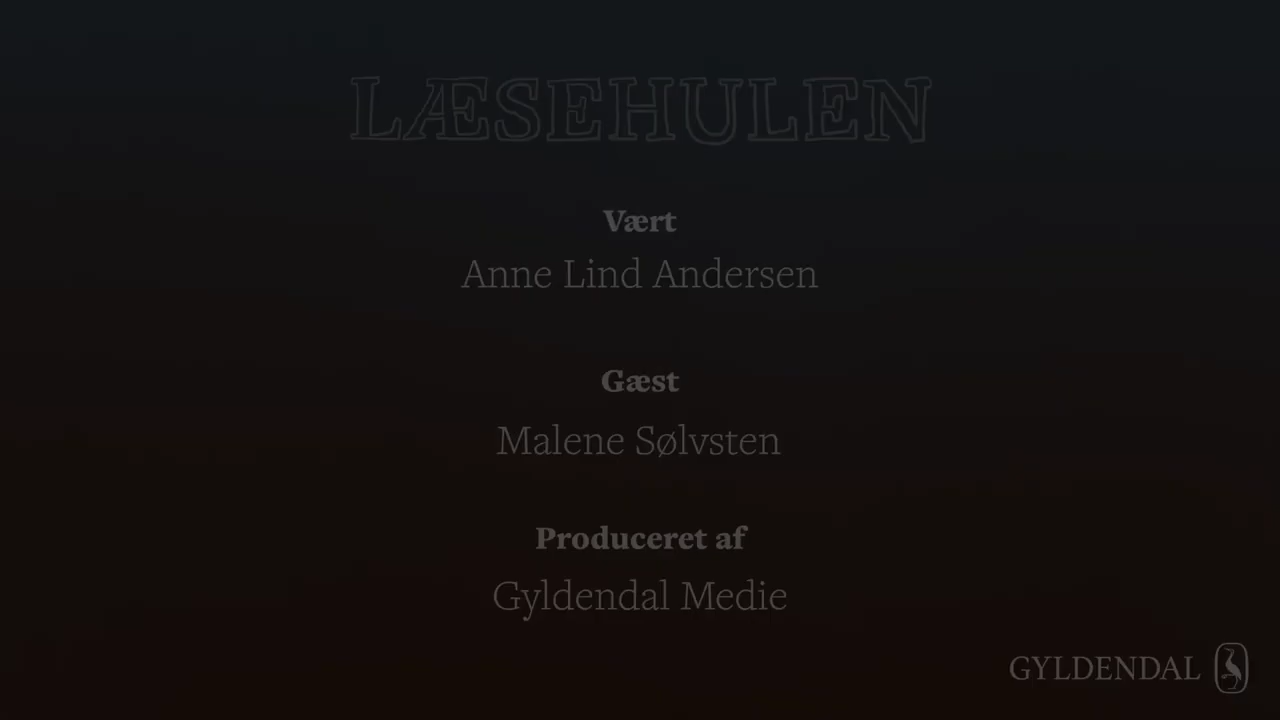 LÆSEHULEN
Vært
Anne Lind Andersen
Gæst
Malene Sølvsten
Produceret af
Gyldendal Medie
GYLDENDAL